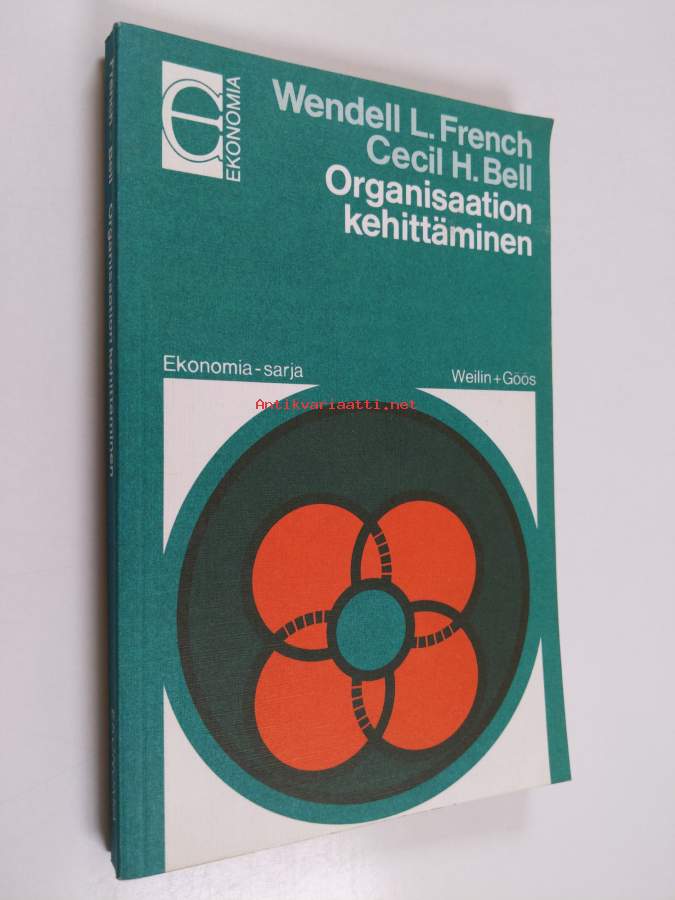 EKONOMIA
Wendell L. French
Cecil H. Bell
Organisaation
kehittäminen
Ekonomia-sarja
Weilin+Göös
Antikvariaatti.net
French · Bell Organisaation kehittäminen